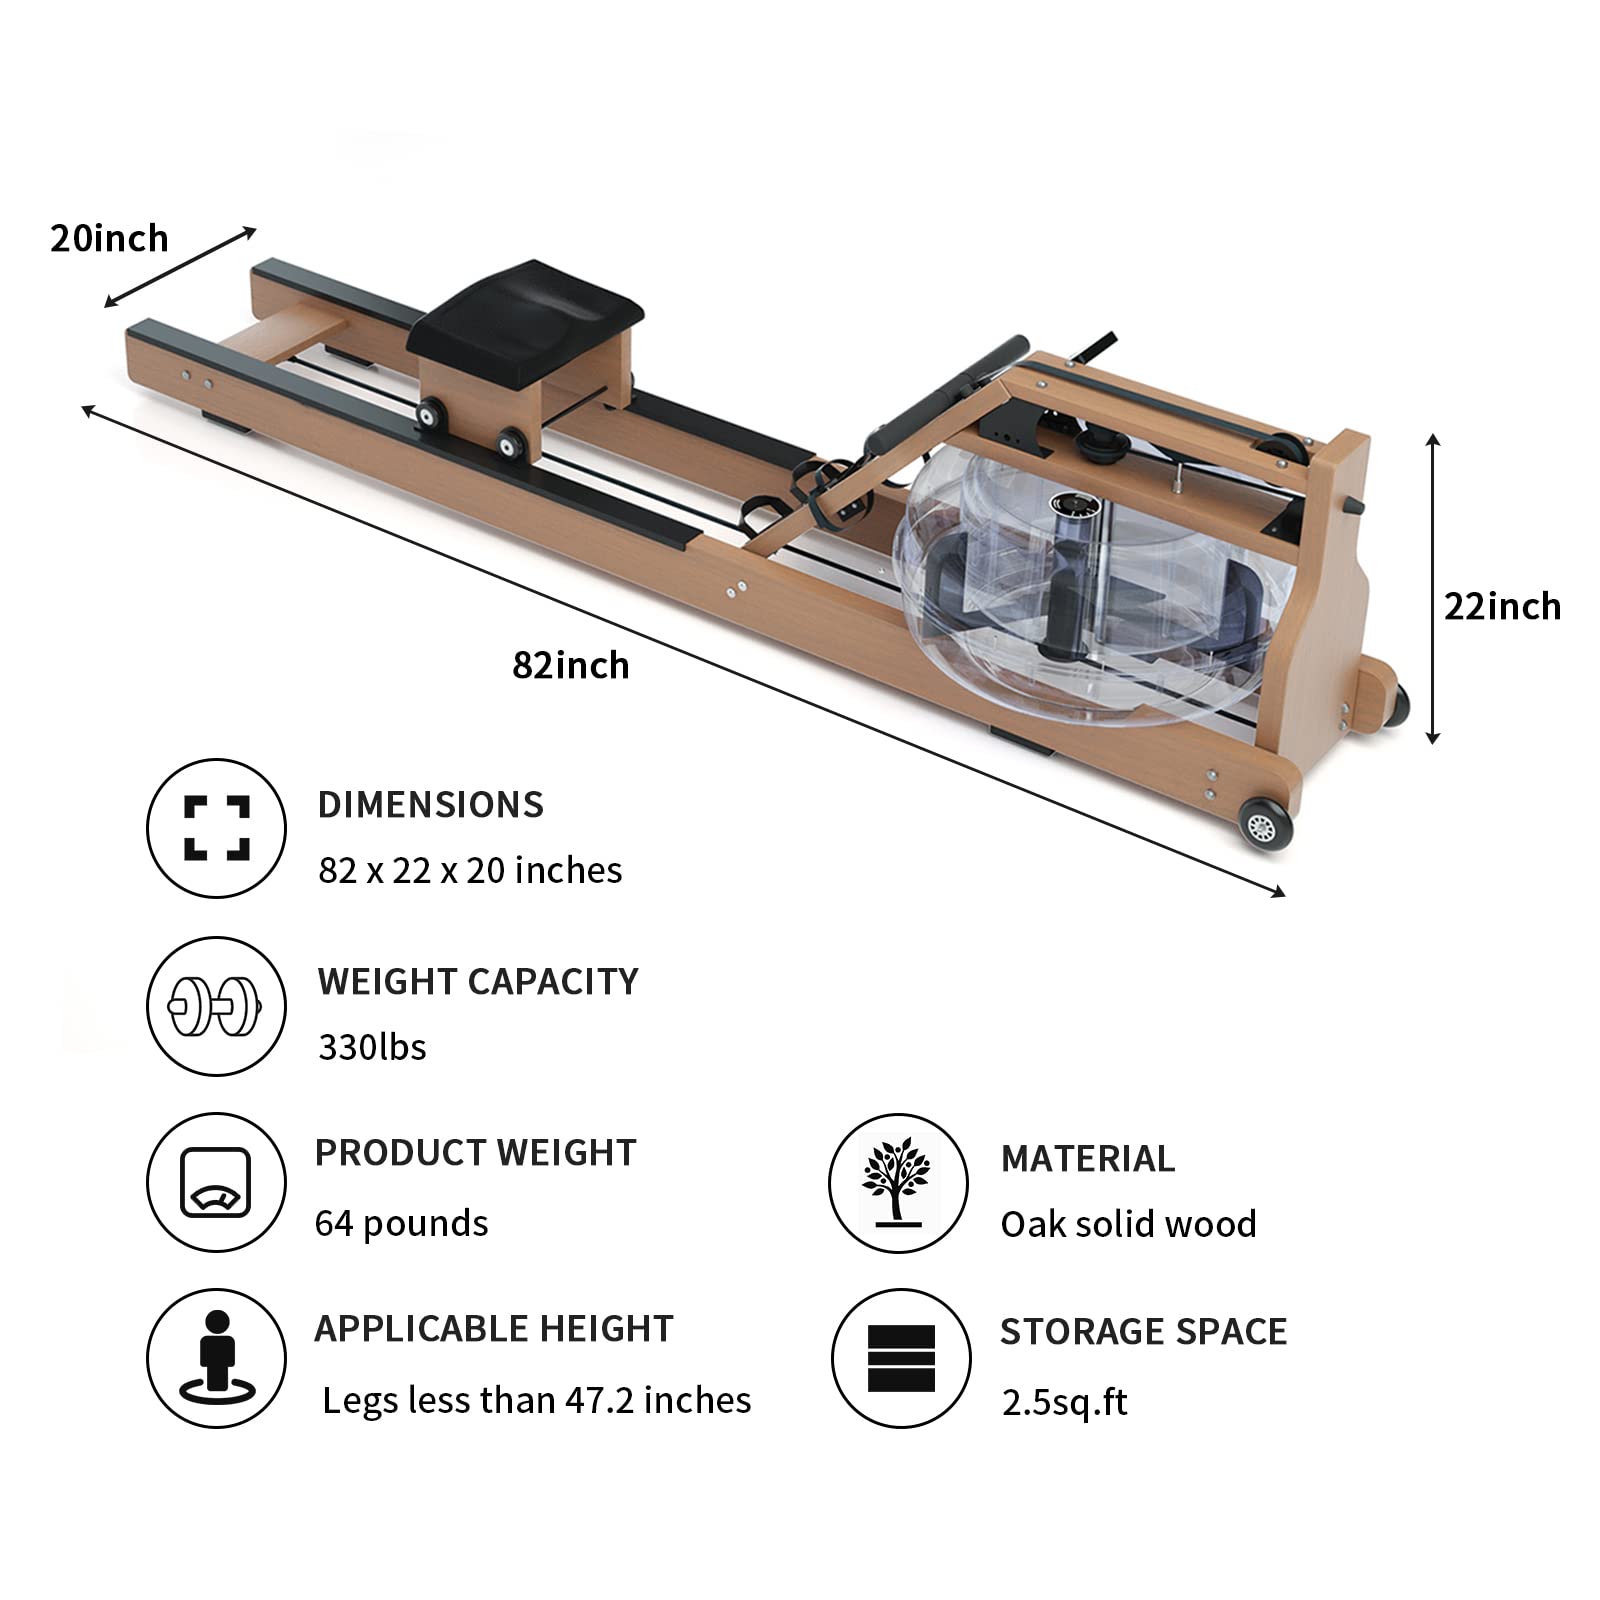 20inch
22inch
82inch
DIMENSIONS
82 x 22 x 20 inches
WEIGHT CAPACITY
330lbs
PRODUCT WEIGHT
64 pounds
APPLICABLE HEIGHT
Legs less than 47.2 inches
MATERIAL
Oak solid wood
STORAGE SPACE
2.5sq.ft